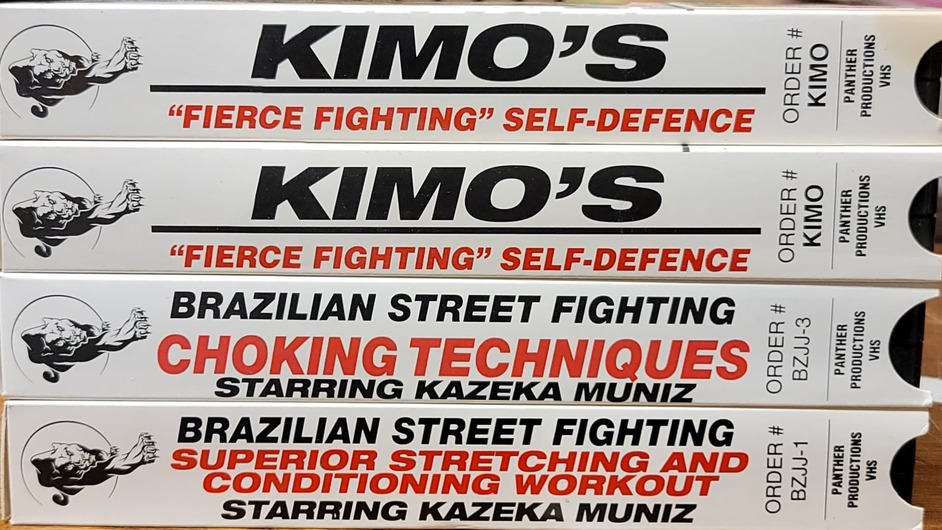 KIMO'S
"FIERCE FIGHTING" SELF-DEFENCE
ORDER #
KIMO
PANTHER
PRODUCTIONS
VHS
KIMO'S
"FIERCE FIGHTING" SELF-DEFENCE
ORDER #
KIMO
PANTHER
PRODUCTIONS
VHS
BRAZILIAN STREET FIGHTING
CHOKING TECHNIQUES
STARRING KAZEKA MUNIZ
ORDER #
BZJJ-3
PANTHER
PRODUCTIONS
VHS
BRAZILIAN STREET FIGHTING
SUPERIOR STRETCHING AND
CONDITIONING WORKOUT
STARRING KAZEKA MUNIZ
ORDER #
BZJJ-1
PANTHER
PRODUCTIONS
VHS